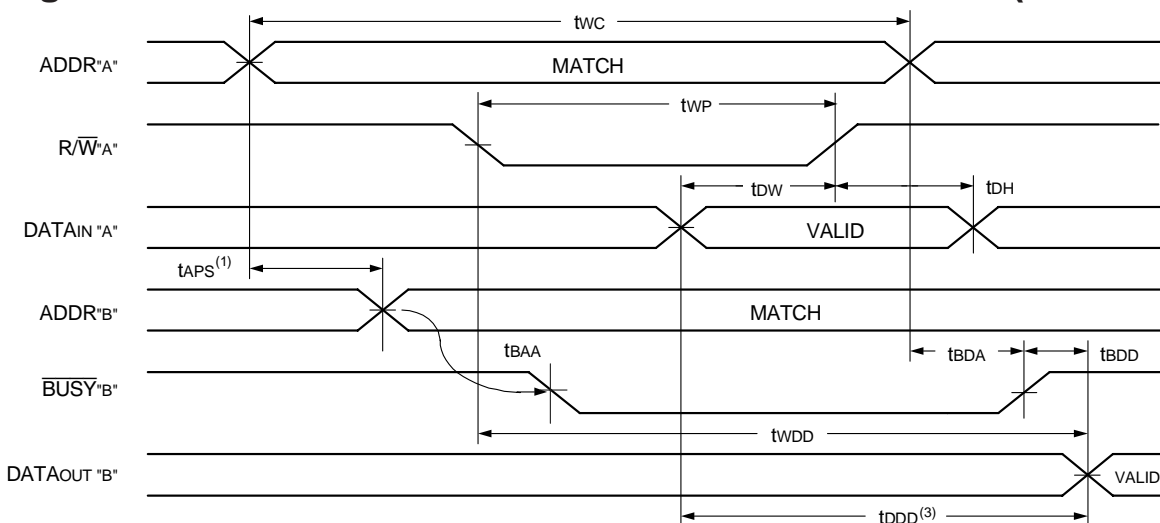 tWC
ADDR"A"
MATCH
tWP
R/W"A"
tDW
tDH
DATAIN "A"
VALID
tAPS(1)
ADDR"B"
MATCH
tBAA
tBDA
tBDD
BUSY"B"
tWDD
DATAOUT "B"
VALID
tDDD(3)